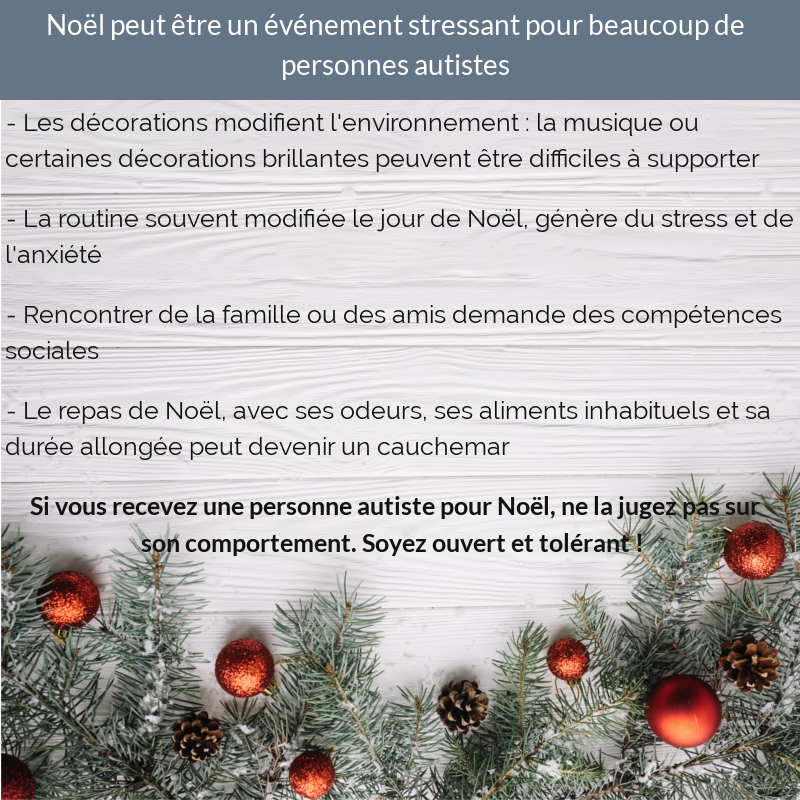 Noël peut être un événement stressant pour beaucoup de
personnes autistes
- Les décorations modifient l'environnement : la musique ou
certaines décorations brillantes peuvent être difficiles à supporter
- La routine souvent modifiée le jour de Noël, génère du stress et de
l'anxiété
- Rencontrer de la famille ou des amis demande des compétences
sociales
- Le repas de Noël, avec ses odeurs, ses aliments inhabituels et sa
durée allongée peut devenir un cauchemar
Si vous recevez une personne autiste pour Noël, ne la jugez pas sur
son comportement. Soyez ouvert et tolérant !